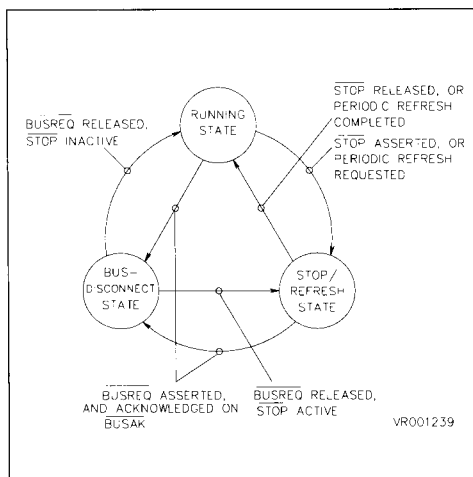 RUNNING
STATE
STOP RELEASED, OR
PERIODIC REFRESH
COMPLETED
STOP ASSERTED, OR
PERIODIC REFRESH
REQUESTED
BUSREQ RELEASED,
STOP INACTIVE
BUS-
DISCONNECT
STATE
STOP/
REFRESH
STATE
BUSREQ ASSERTED,
AND ACKNOWLEDGED ON
BUSAK
BUSREQ RELEASED,
STOP ACTIVE
VR001239